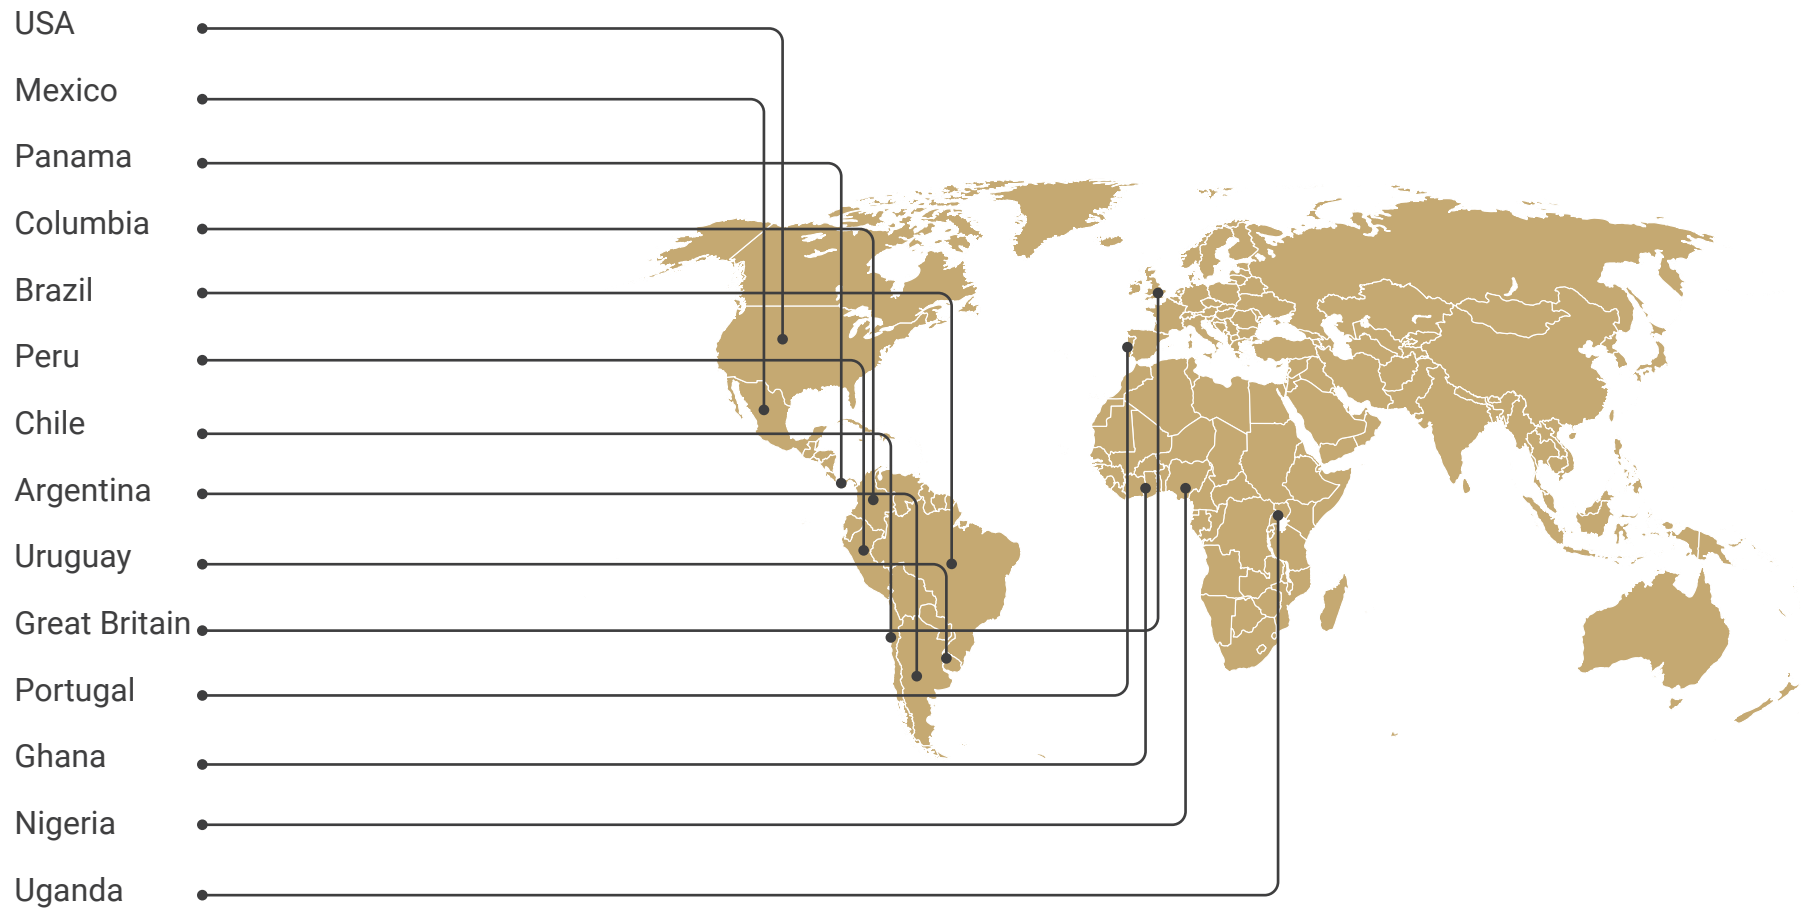 USA
Mexico
Panama
Columbia
Brazil
Peru
Chile
Argentina
Uruguay
Great Britain
Portugal
Ghana
Nigeria
Uganda